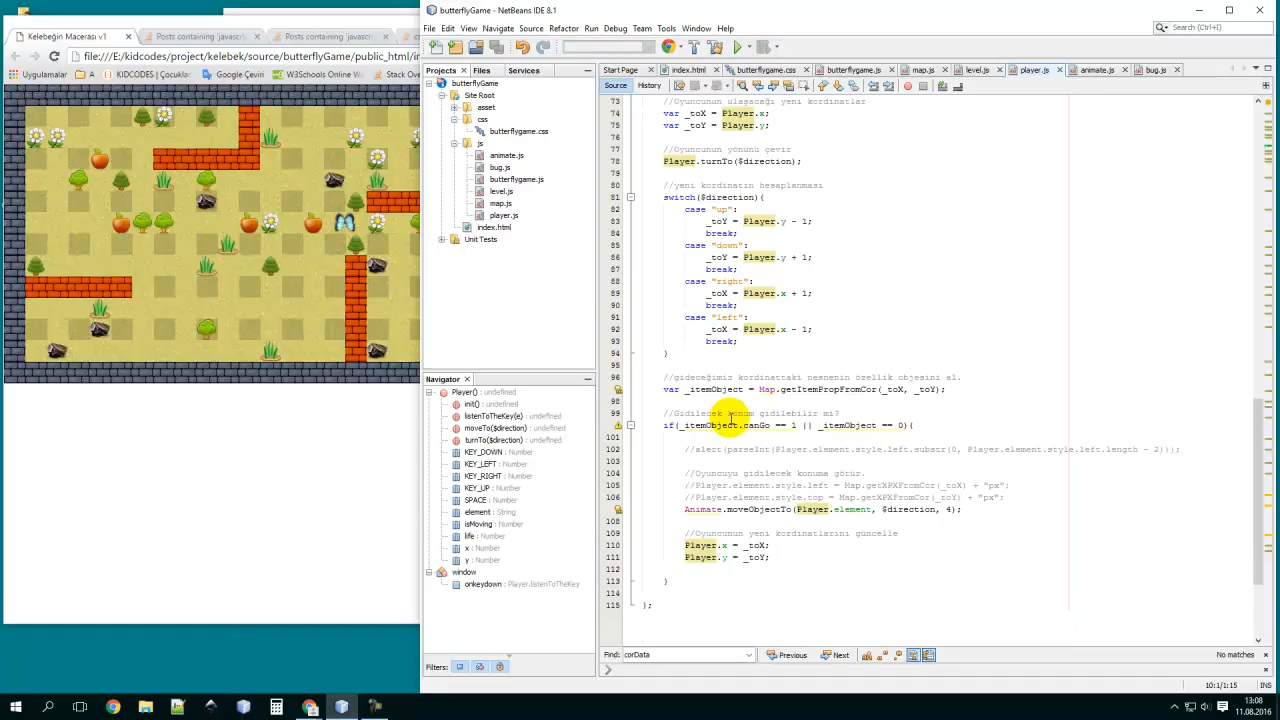 butterflyGame - NetBeans IDE 8.1
File Edit View Navigate Source Refactor Run Debug Team Tools Window Help
Search (Ctrl+I)
Kelebeğin Macerası v1
Posts containing 'javascri
Posts containing 'javascri
file:///E:/kidcodes/project/kelebek/source/butterflyGame/public_html/i
Uygulamalar
A
KIDCODES | Çocuklar
Google Çeviri
W3Schools Online We
Stack Ove
Projects
Files
Services
butterflyGame
Site Root
asset
css
butterflygame.css
js
animate.js
bug.js
butterflygame.js
level.js
map.js
player.js
index.html
Unit Tests
Navigator
Player() : undefined
init() : undefined
listenToTheKey(e) : undefined
moveTo($direction) : undefined
turnTo($direction) : undefined
KEY_DOWN : Number
KEY_LEFT : Number
KEY_RIGHT : Number
KEY_UP : Number
SPACE : Number
element : String
isMoving : Number
life : Number
x : Number
y : Number
window
onkeydown : Player.listenToTheKey
Filters:
Start Page
index.html
butterflygame.css
butterflygame.js
map.js
level.js
player.js
animate.js
bug.js
Source
History
73 //Oyuncunun ulaşacağı yeni kordinatlar
74 var _toX = Player.x;
75 var _toY = Player.y;
76
77 //Oyuncunun yönünü çevir
78 Player.turnTo($direction);
79
80 //yeni kordinatın hesaplanması
81 switch($direction){
82 case "up":
83 _toY = Player.y - 1;
84 break;
85 case "down":
86 _toY = Player.y + 1;
87 break;
88 case "right":
89 _toX = Player.x + 1;
90 break;
91 case "left":
92 _toX = Player.x - 1;
93 break;
94 }
96 //gideceğimiz kordinattaki nesnenin özellik objesini al.
var _itemObject = Map.getItemPropFromCor(_toX, _toY);
98
99 //Gidilecek konum gidilebilir mi?
if(_itemObject.canGo == 1 || _itemObject == 0){
101
102 //alert(parseInt(Player.element.style.left.substr(0, Player.element.style.left.length - 2)));
104 //Oyuncuyu gidilecek konuma götür.
105 //Player.element.style.left = Map.getXPXFromCor(_toX) + "px";
106 //Player.element.style.top = Map.getXPXFromCor(_toY) + "px";
Animate.moveObjectTo(Player.element, $direction, 4);
108
109 //Oyuncunun yeni kordinatlarını güncelle
110 Player.x = _toX;
111 Player.y = _toY;
112
113 }
114
115 };
Find: corData
Previous
Next
No matches
10:1/1:15
INS
13:08
11.08.2016